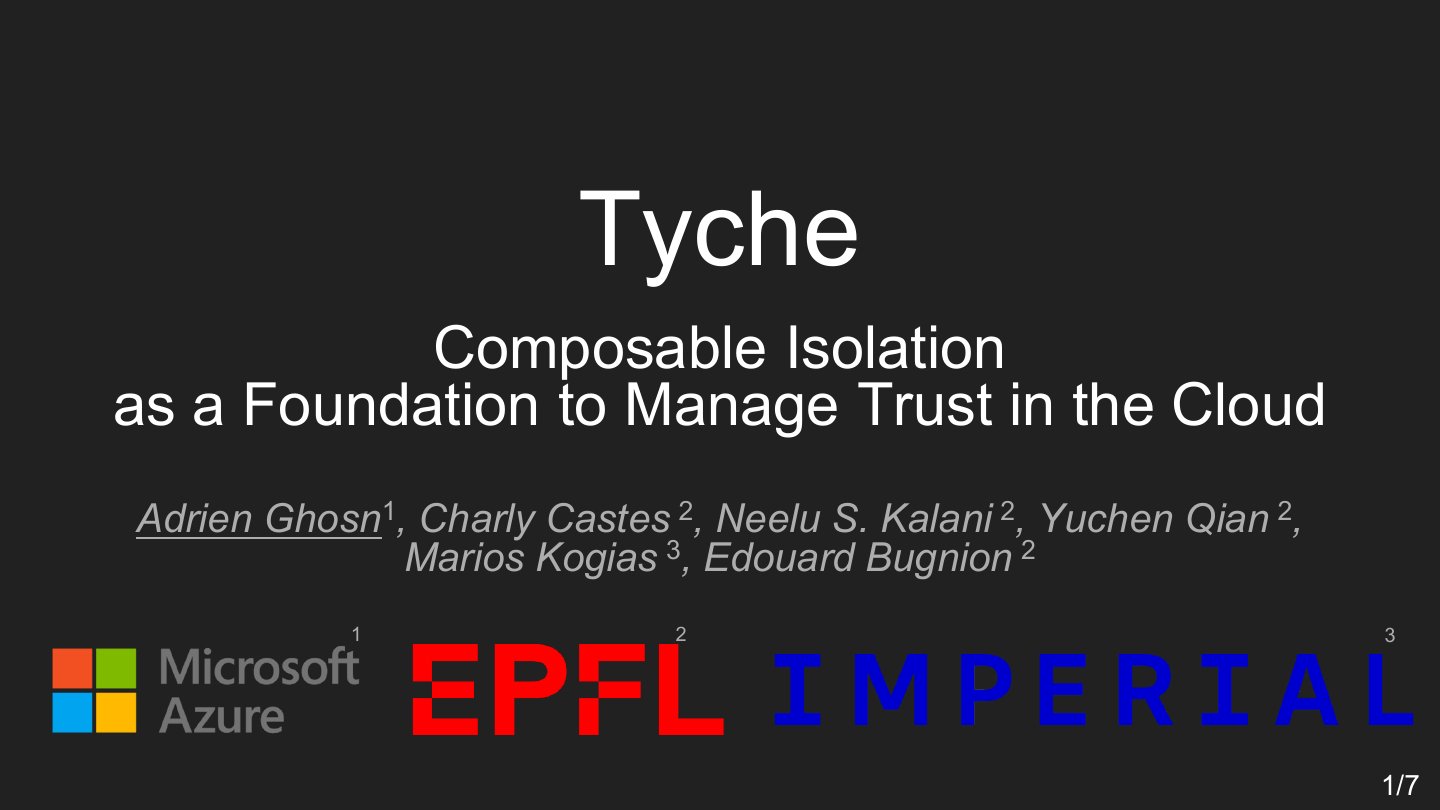 Tyche
Composable Isolation
as a Foundation to Manage Trust in the Cloud
Adrien Ghosn¹, Charly Castes ², Neelu S. Kalani ², Yuchen Qian ²,
Marios Kogias ³, Edouard Bugnion ²
Microsoft Azure 1
EPFL 2
IMPERIAL 3
1/7